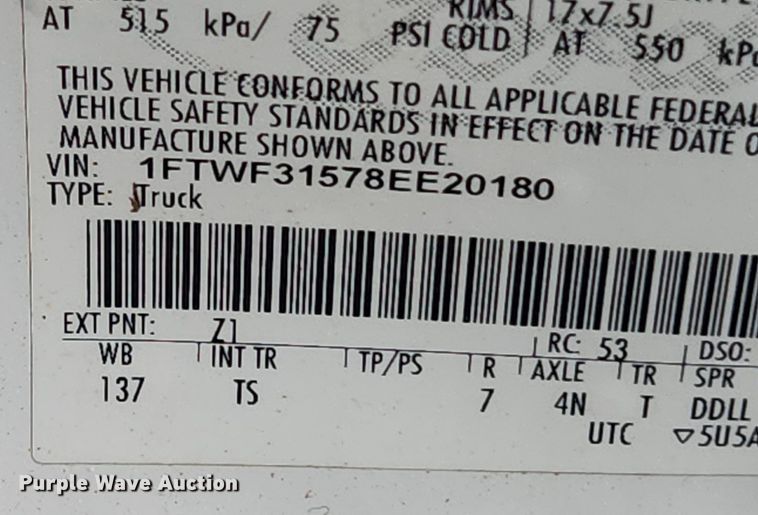 RIMS 17x7.5J
AT 515 kPa/ 75 PSI COLD AT 550 kPa
THIS VEHICLE CONFORMS TO ALL APPLICABLE FEDERAL
VEHICLE SAFETY STANDARDS IN EFFECT ON THE DATE O
MANUFACTURE SHOWN ABOVE.
VIN: 1FTWF31578EE20180
TYPE: Truck
EXT PNT: Z1 RC: 53 DSO:
WB INT TR TP/PS R AXLE TR SPR
137 TS 7 4N T DDLL
UTC ▽5U5A
Purple Wave Auction